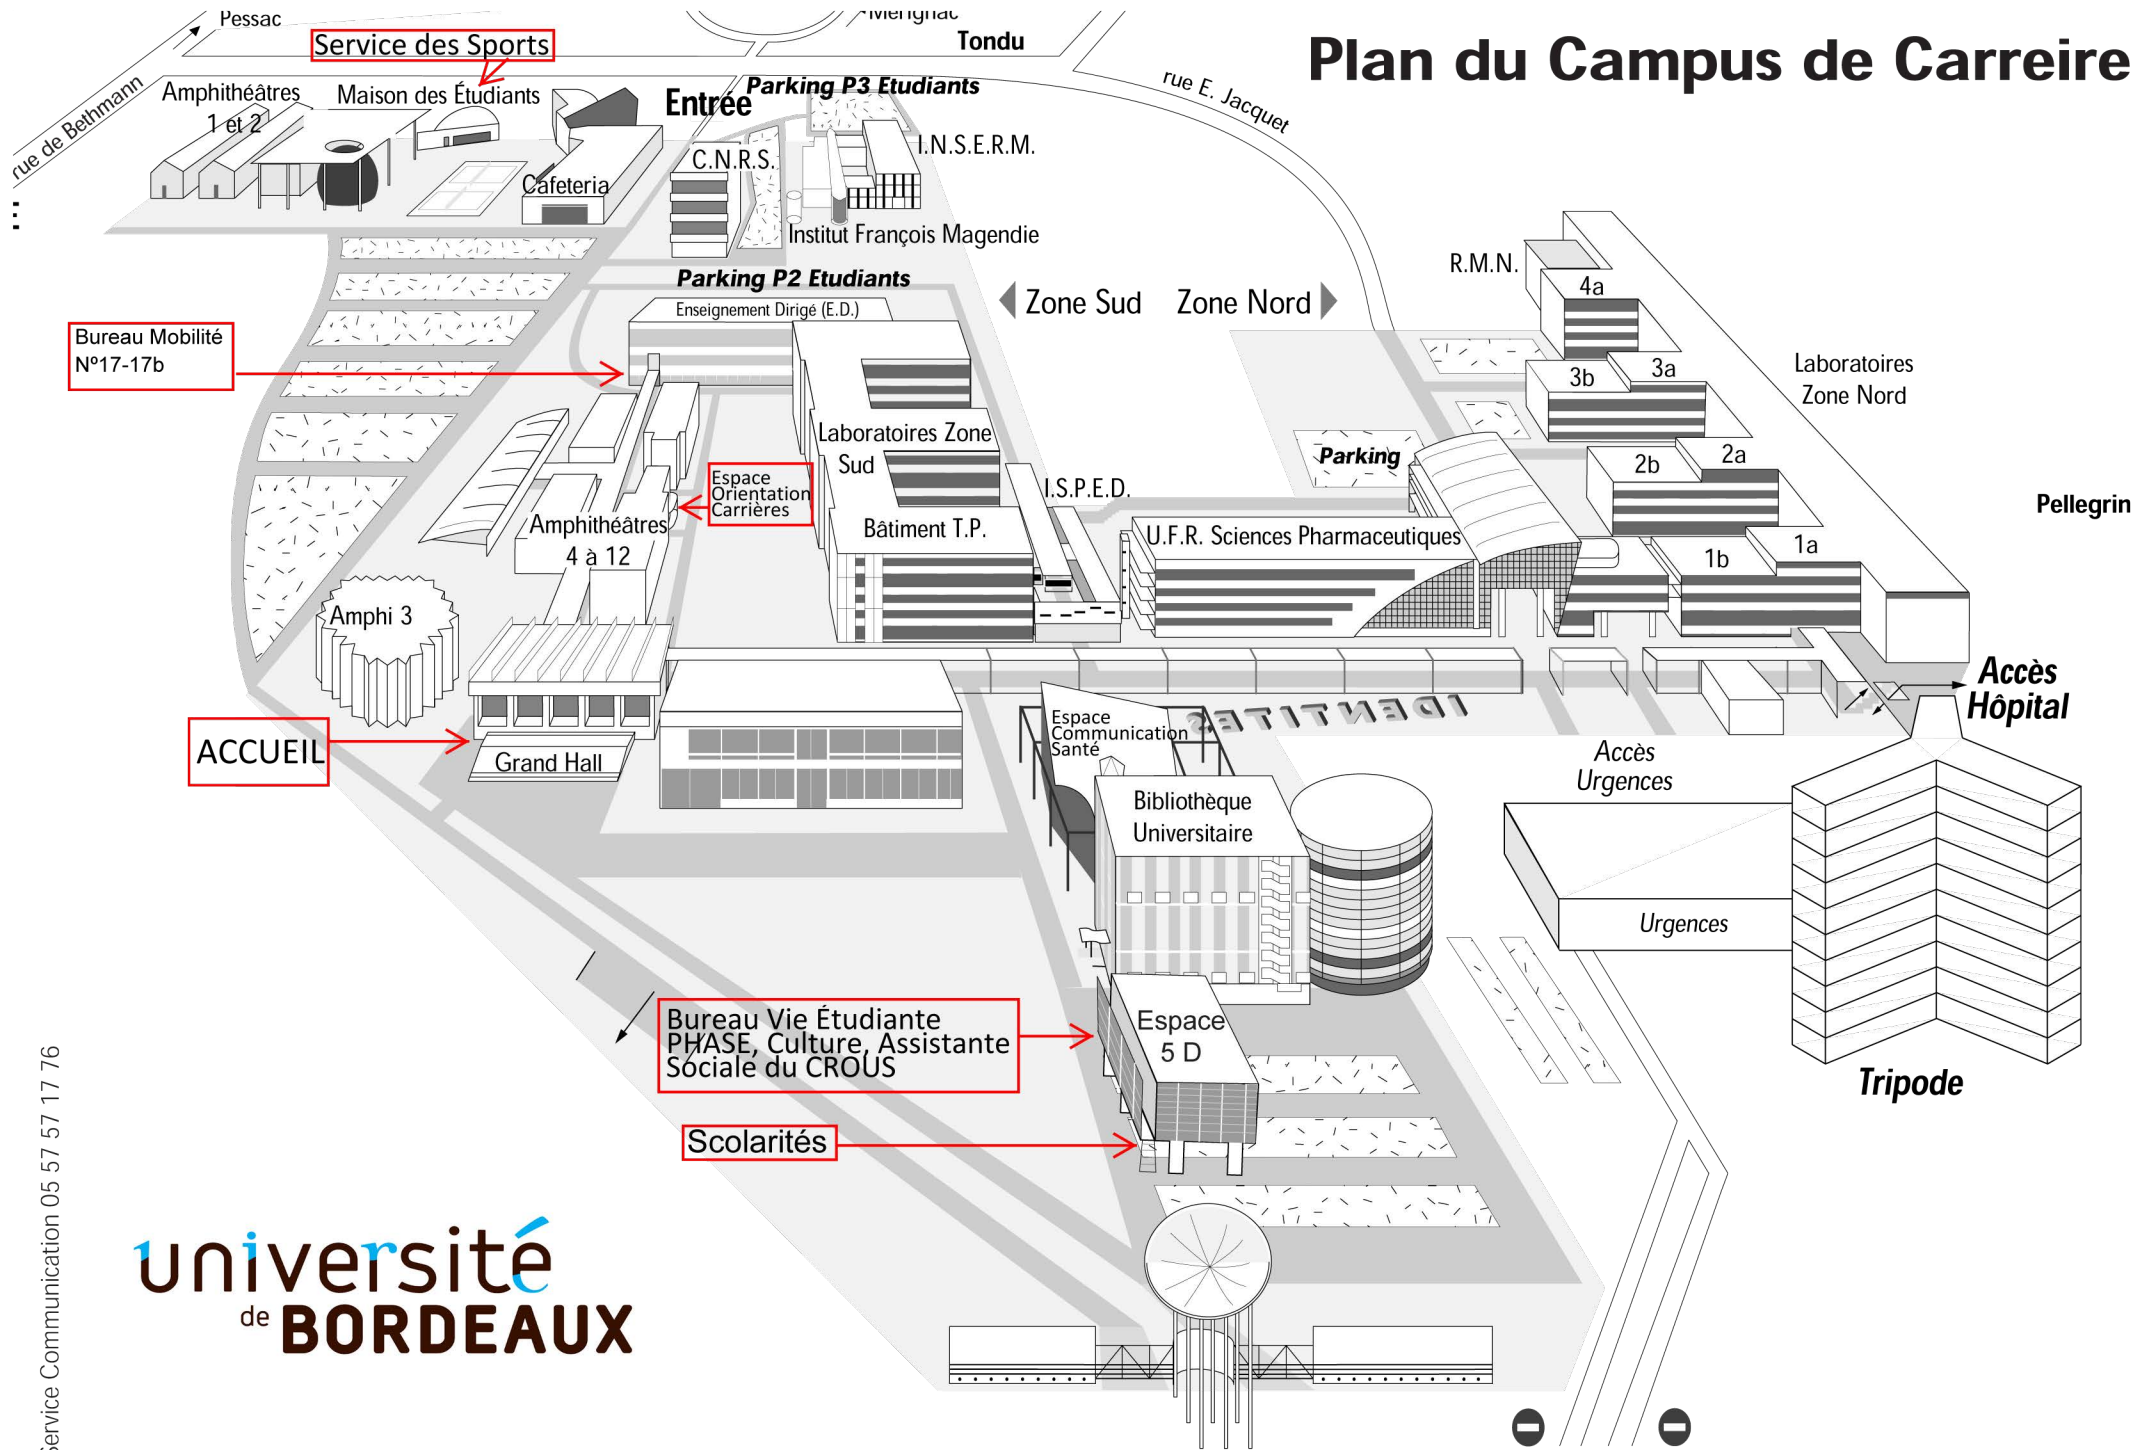 Plan du Campus de Carreire
Pessac
Mérignac
Tondu
Service des Sports
rue de Bethmann
Amphithéâtres
1 et 2
Maison des Étudiants
Entrée
Parking P3 Etudiants
rue E. Jacquet
C.N.R.S.
I.N.S.E.R.M.
Cafeteria
Institut François Magendie
Parking P2 Etudiants
Enseignement Dirigé (E.D.)
Zone Sud
Zone Nord
R.M.N.
4a
3b
3a
2b
2a
1b
1a
Laboratoires
Zone Nord
Bureau Mobilité
Nº17-17b
Laboratoires Zone
Sud
Parking
Espace
Orientation
Carrières
I.S.P.E.D.
Pellegrin
Amphithéâtres
4 à 12
Bâtiment T.P.
U.F.R. Sciences Pharmaceutiques
Amphi 3
Accès
Hôpital
IDENTITES
Espace
Communication
Santé
ACCUEIL
Grand Hall
Accès
Urgences
Bibliothèque
Universitaire
Urgences
Bureau Vie Étudiante
PHASE, Culture, Assistante
Sociale du CROUS
Espace
5 D
Tripode
Scolarités
Service Communication 05 57 57 17 76
université
de BORDEAUX